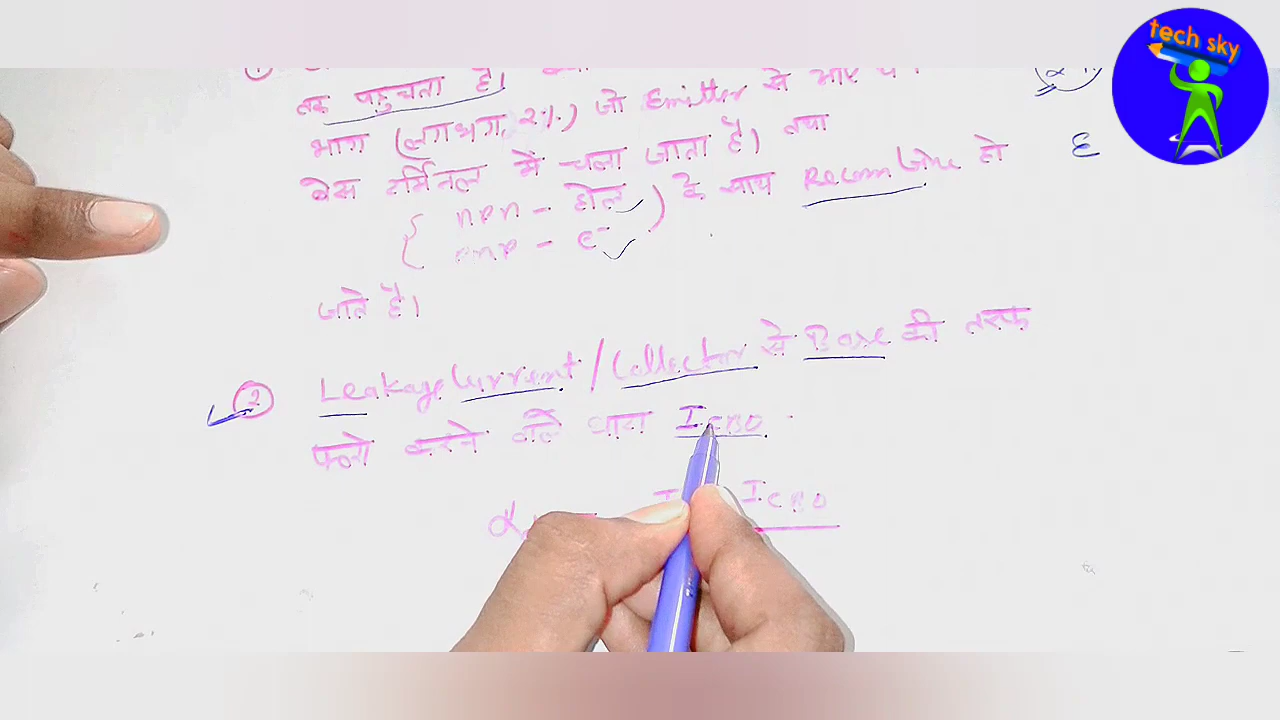 tech sky
तक पहुचता है।
भाग (लगभग 2%) जो Emitter से आए
बेस टर्मिनल में चला जाता है) तथा
{ npn - होल ) के साथ Recombine हो
pnp - e-
जाते है।
2 Leakage Current / Collector से Base की तरफ
फ्लो करने वाले धारा ICBO
α I ICBO